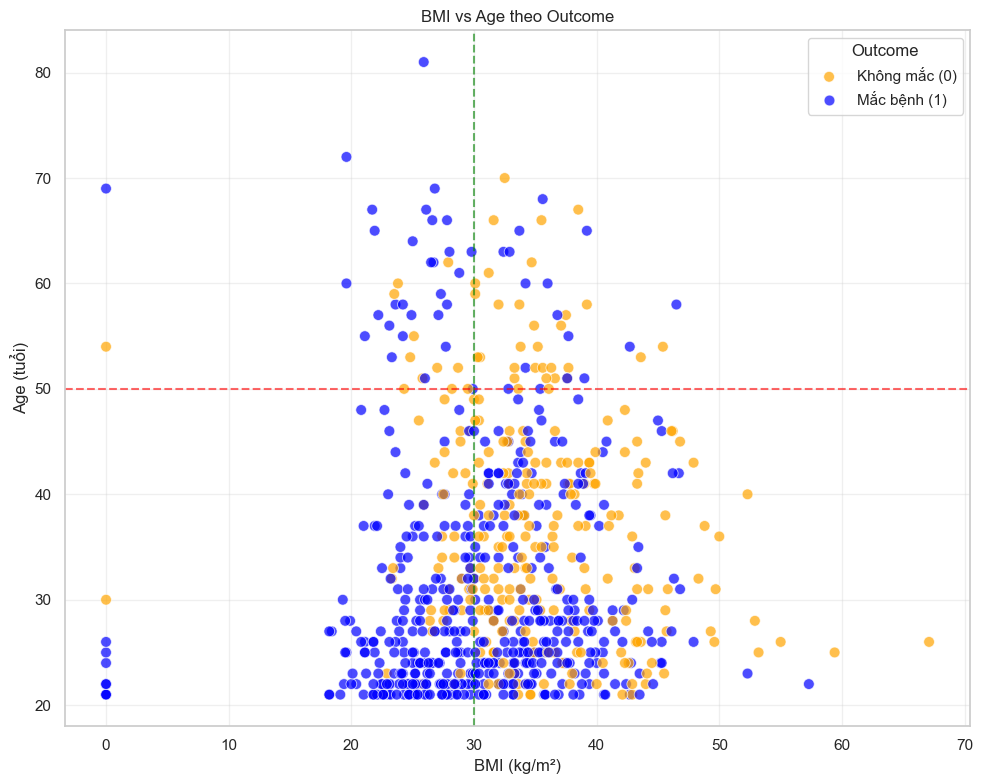 BMI vs Age theo Outcome
Outcome
Không mắc (0)
Mắc bệnh (1)
Age (tuổi)
80
70
60
50
40
30
20
0 10 20 30 40 50 60 70
BMI (kg/m²)